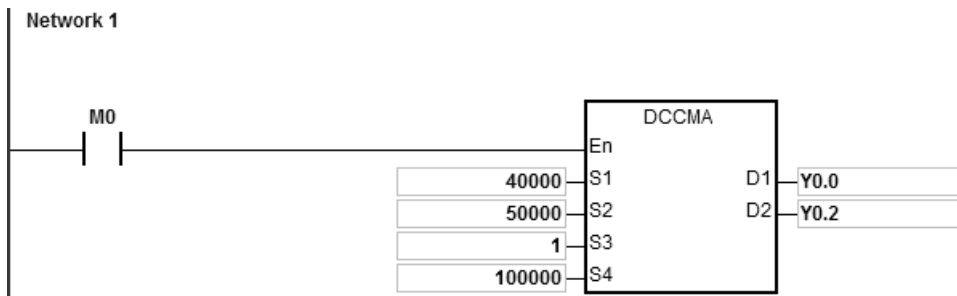 Network 1
M0
DCCMA
En
40000 S1 D1 Y0.0
50000 S2 D2 Y0.2
1 S3
100000 S4